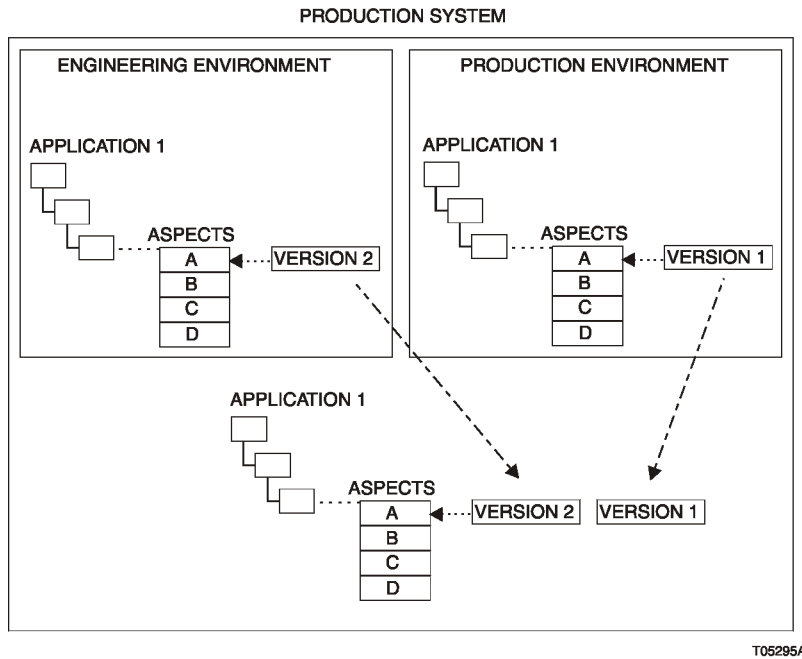 PRODUCTION SYSTEM
ENGINEERING ENVIRONMENT
APPLICATION 1
ASPECTS
A
B
C
D
VERSION 2
PRODUCTION ENVIRONMENT
APPLICATION 1
ASPECTS
A
B
C
D
VERSION 1
APPLICATION 1
ASPECTS
A
B
C
D
VERSION 2
VERSION 1
T05295A